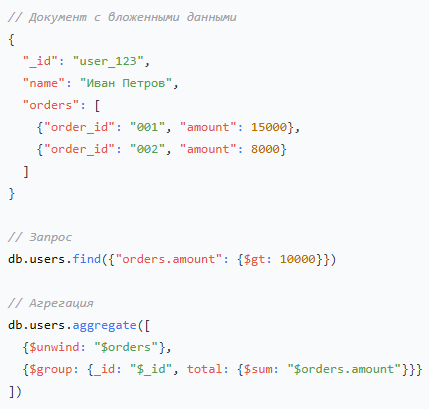 // Документ с вложенными данными
{
  "_id": "user_123",
  "name": "Иван Петров",
  "orders": [
    {"order_id": "001", "amount": 15000},
    {"order_id": "002", "amount": 8000}
  ]
}

// Запрос
db.users.find({"orders.amount": {$gt: 10000}})

// Агрегация
db.users.aggregate([
  {$unwind: "$orders"},
  {$group: {_id: "$_id", total: {$sum: "$orders.amount"}}}
])